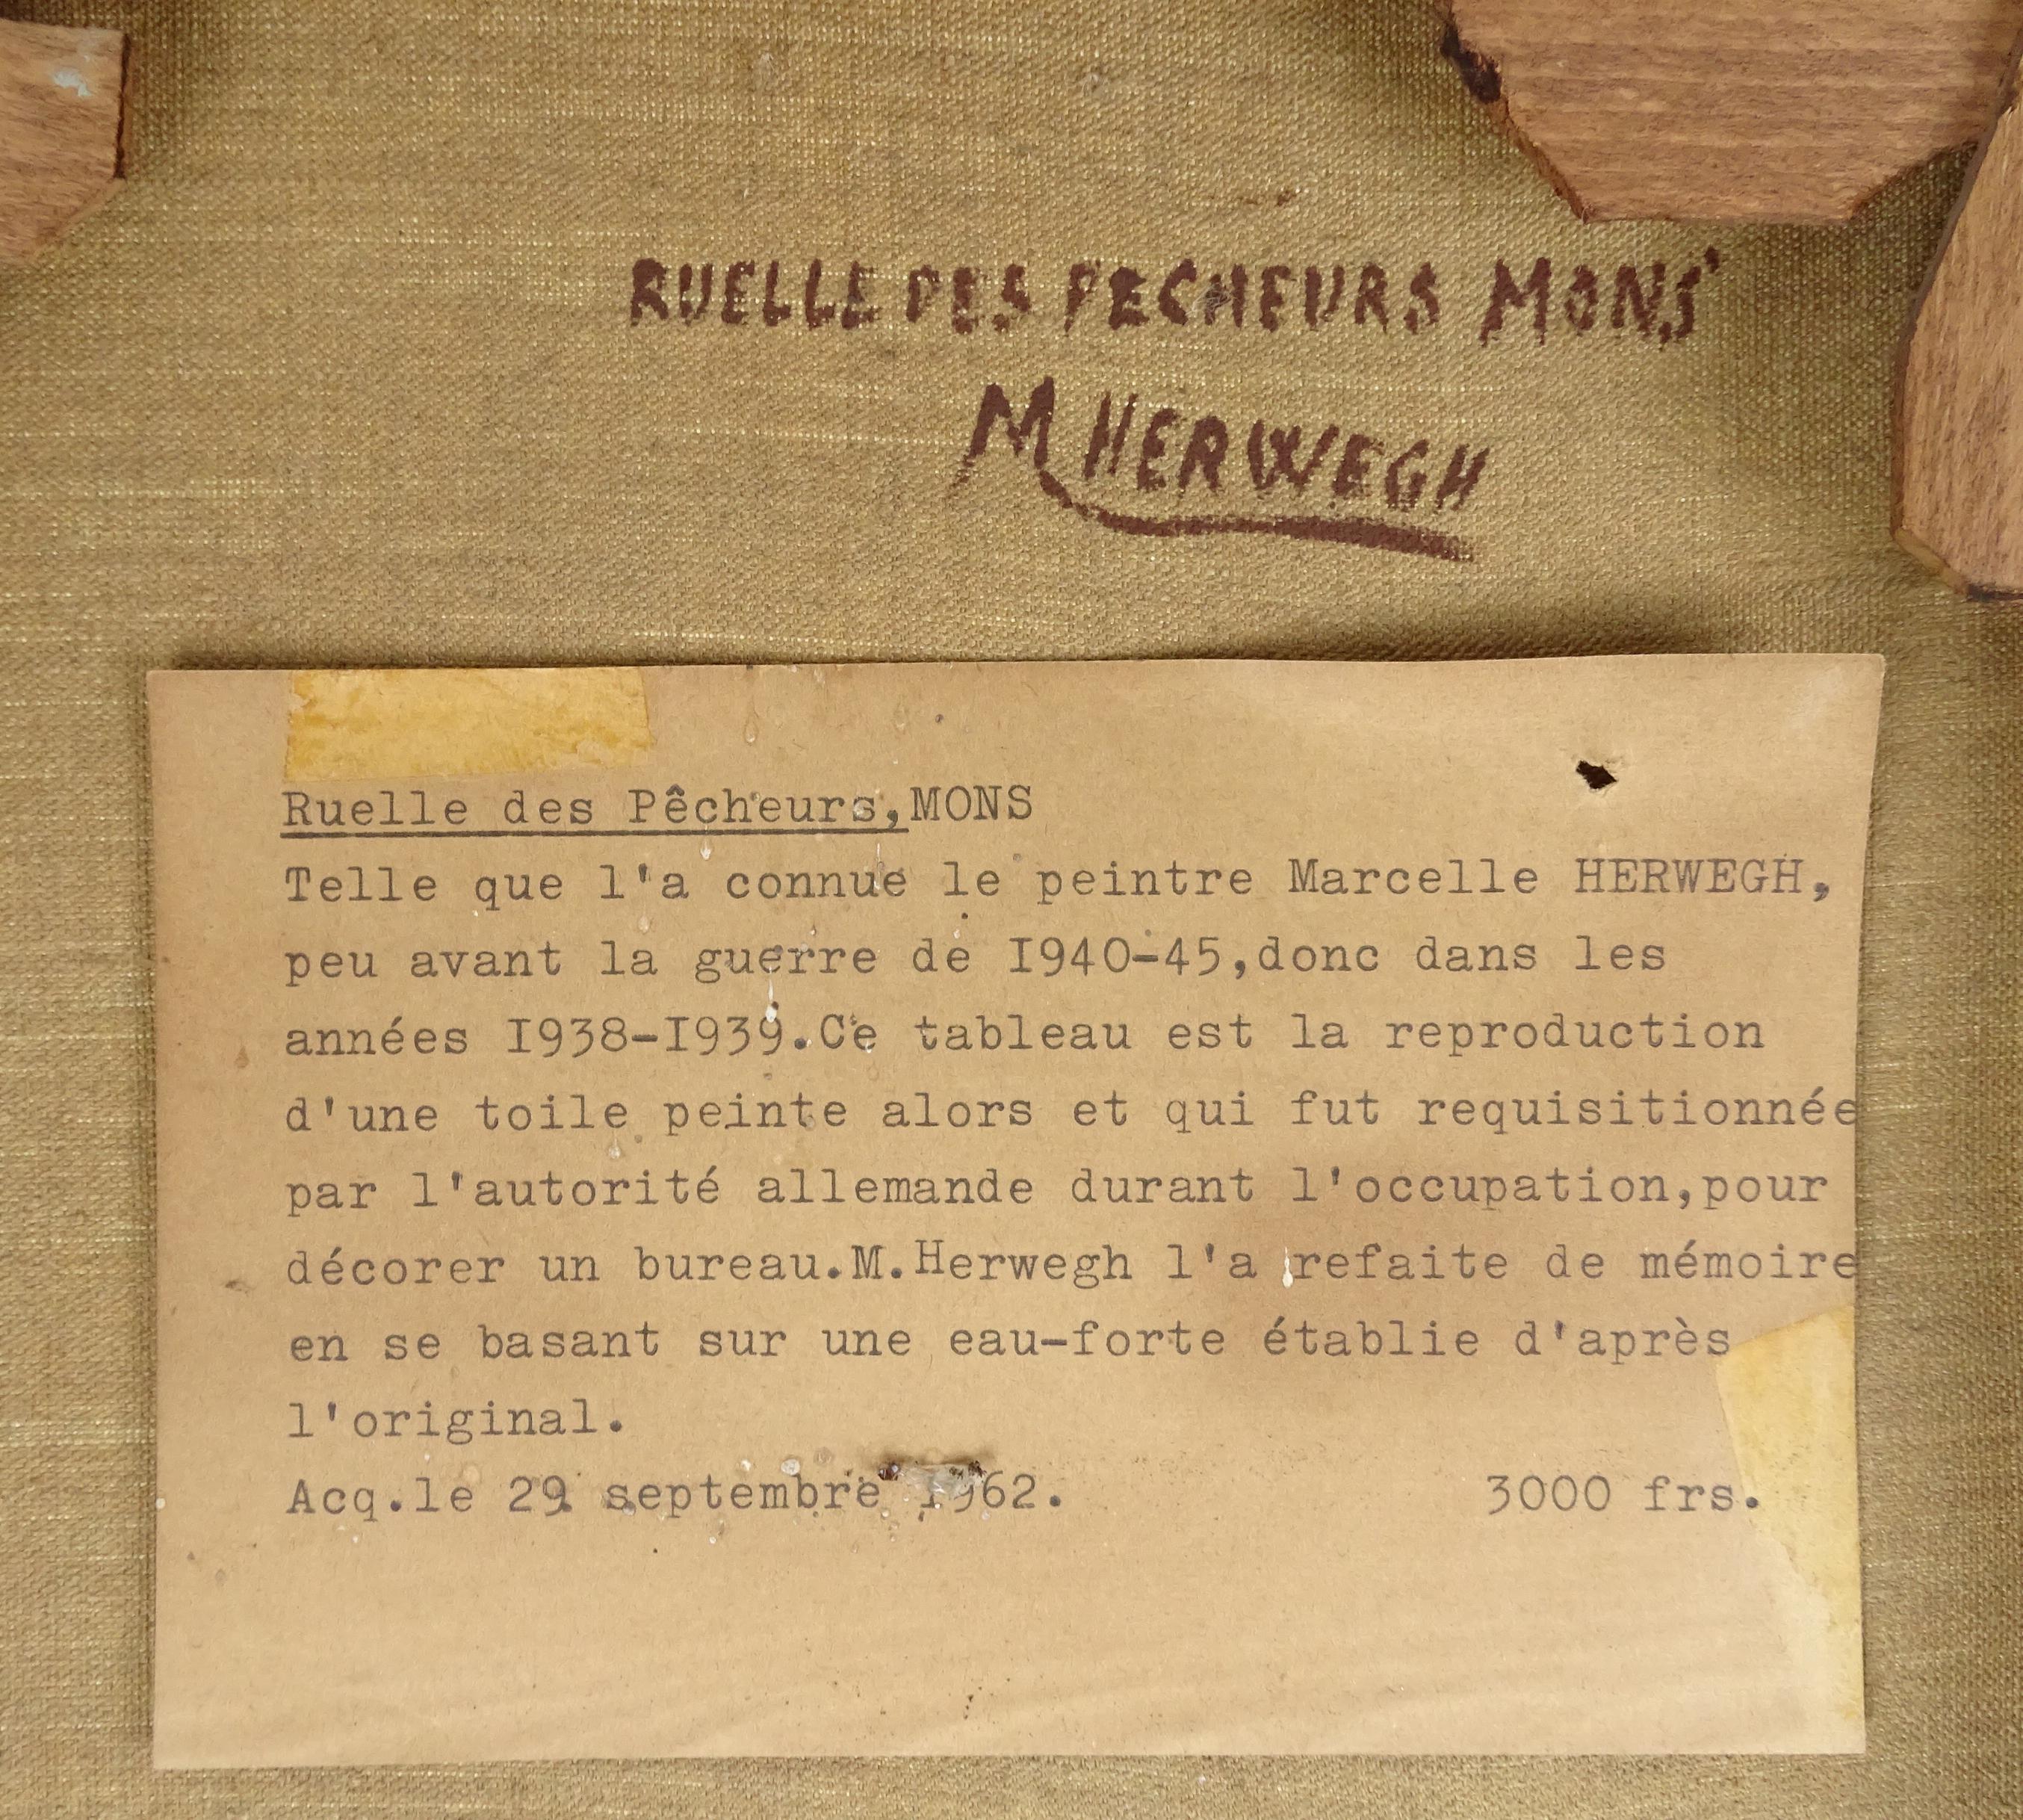 RUELLE DES PECHEURS MONS
M HERWEGH
Ruelle des Pêcheurs,MONS
Telle que l'a connue le peintre Marcelle HERWEGH,
peu avant la guerre de I940-45,donc dans les
années I938-I939.Ce tableau est la reproduction
d'une toile peinte alors et qui fut requisitionnée
par l'autorité allemande durant l'occupation,pour
décorer un bureau.M.Herwegh l'a refaite de mémoire
en se basant sur une eau-forte établie d'après
l'original.
Acq.le 29 septembre I962. 3000 frs.